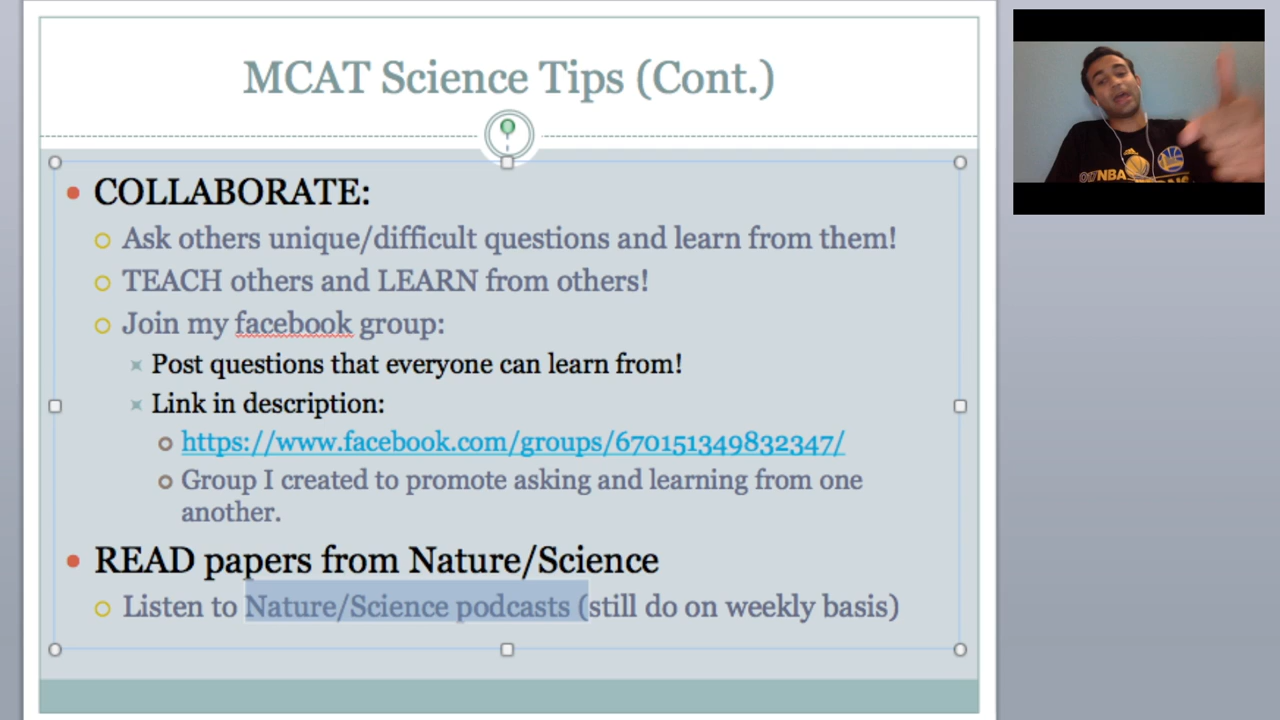 MCAT Science Tips (Cont.)
COLLABORATE:
Ask others unique/difficult questions and learn from them!
TEACH others and LEARN from others!
Join my facebook group:
Post questions that everyone can learn from!
Link in description:
https://www.facebook.com/groups/670151349832347/
Group I created to promote asking and learning from one
another.
READ papers from Nature/Science
Listen to Nature/Science podcasts (still do on weekly basis)
NBA